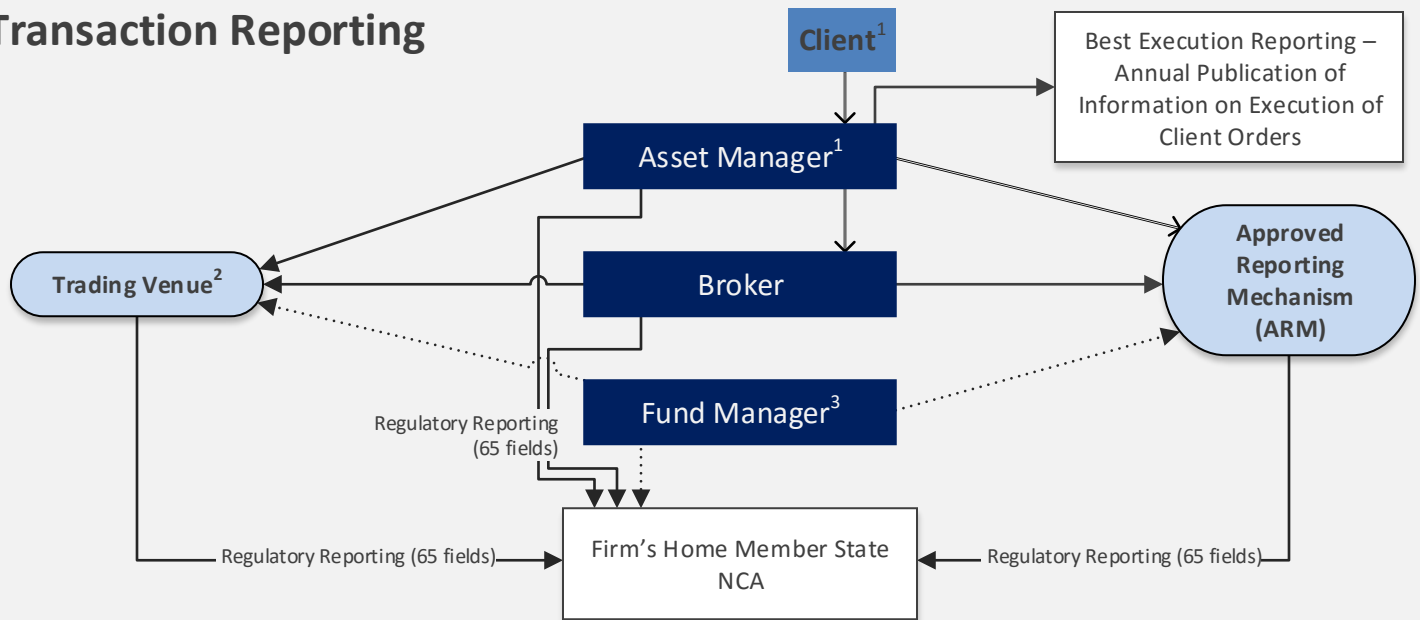 Transaction Reporting
Client1
Best Execution Reporting –
Annual Publication of
Information on Execution of
Client Orders
Asset Manager1
Trading Venue2
Broker
Approved
Reporting
Mechanism
(ARM)
Fund Manager3
Regulatory Reporting
(65 fields)
Regulatory Reporting (65 fields)
Firm’s Home Member State
NCA
Regulatory Reporting (65 fields)